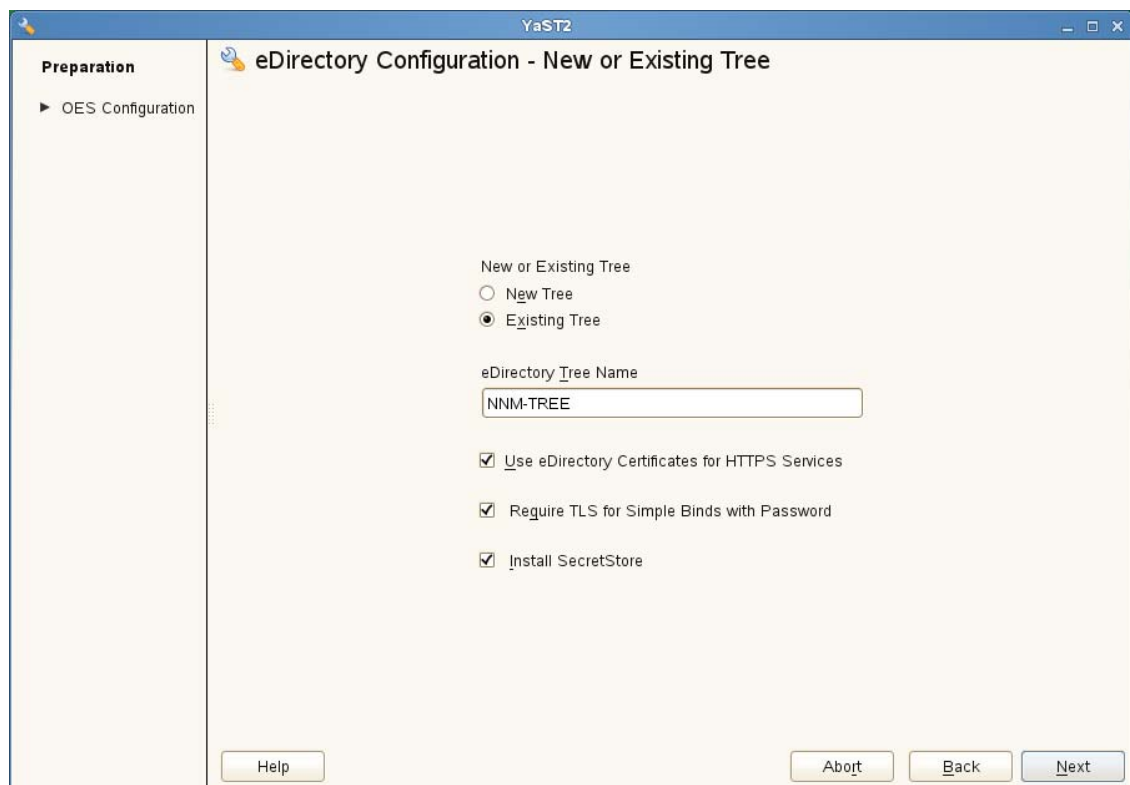 YaST2
Preparation
OES Configuration
eDirectory Configuration - New or Existing Tree
New or Existing Tree
New Tree
Existing Tree
eDirectory Tree Name
NNM-TREE
Use eDirectory Certificates for HTTPS Services
Require TLS for Simple Binds with Password
Install SecretStore
Help
Abort
Back
Next